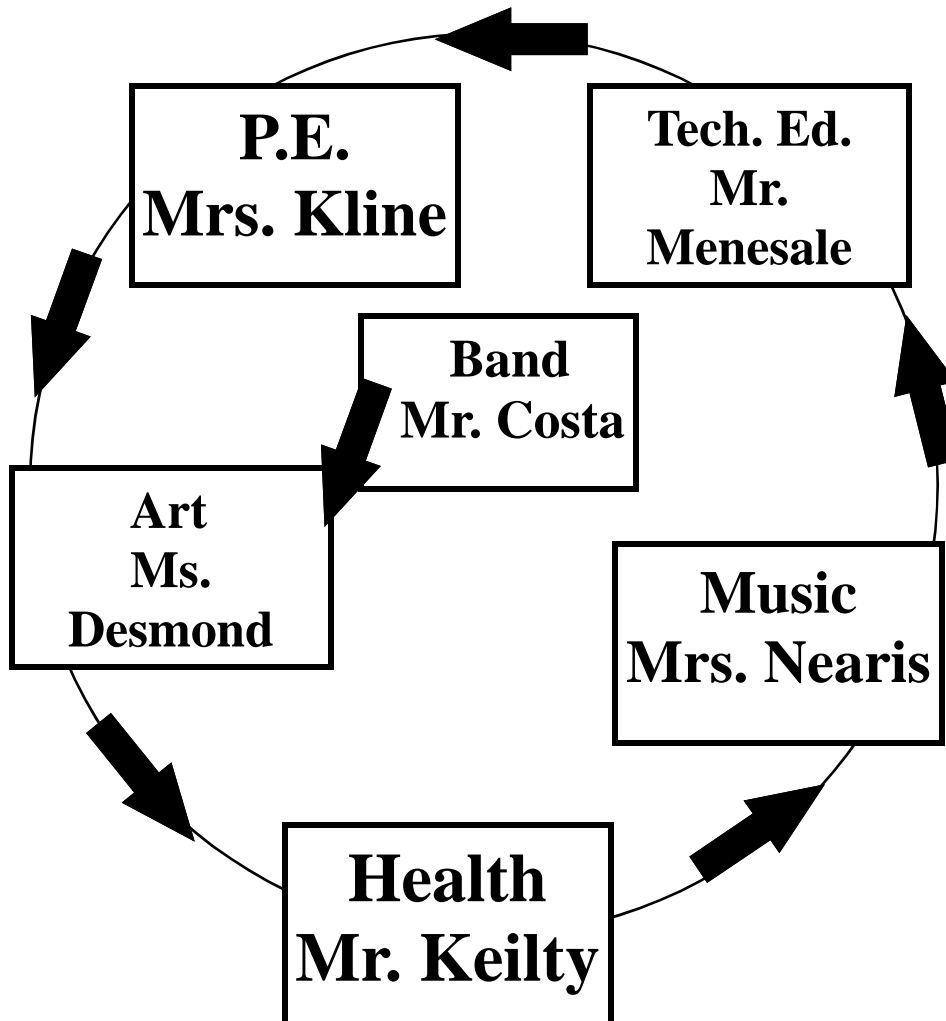 P.E.
Mrs. Kline
Tech. Ed.
Mr.
Menesale
Band
Mr. Costa
Art
Ms.
Desmond
Music
Mrs. Nearis
Health
Mr. Keilty